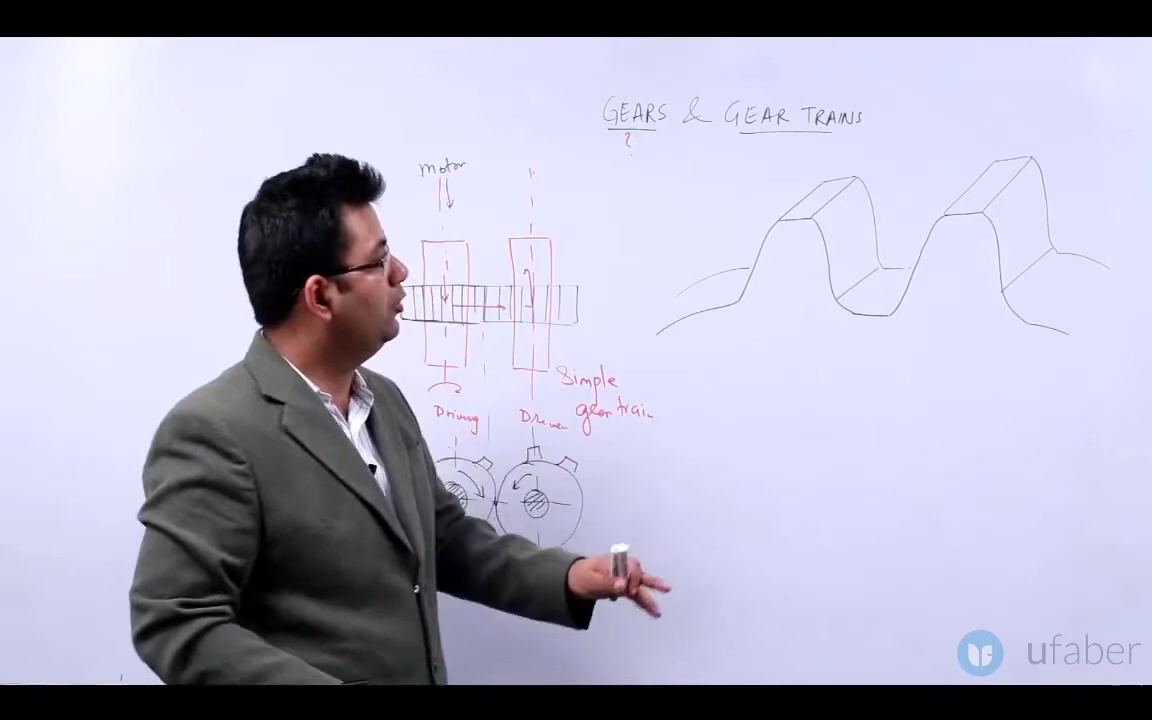 GEARS & GEAR TRAINS
?
motor
Simple
gear train
Driving
Driven
ufaber